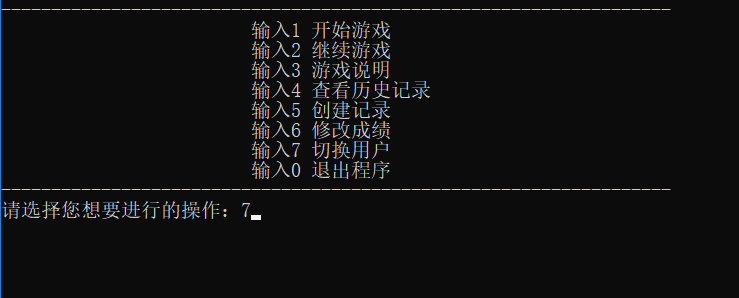 输入1 开始游戏
输入2 继续游戏
输入3 游戏说明
输入4 查看历史记录
输入5 创建记录
输入6 修改成绩
输入7 切换用户
输入0 退出程序
请选择您想要进行的操作：7